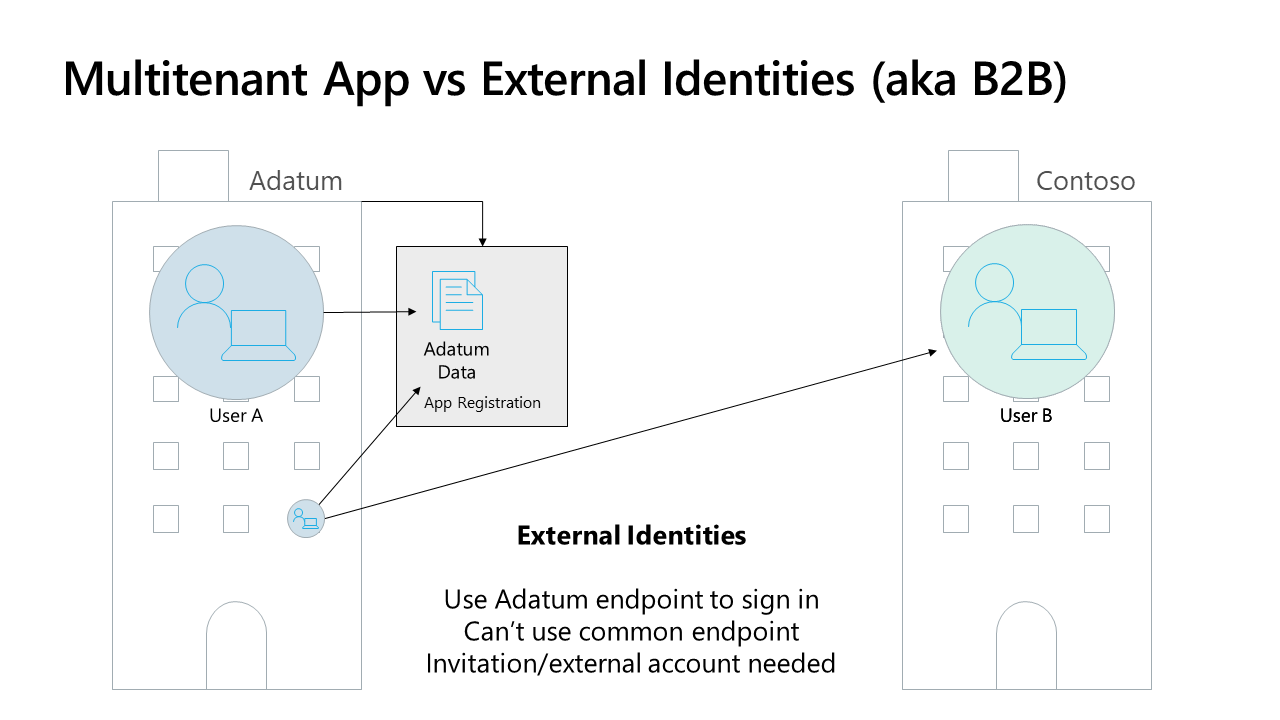 Multitenant App vs External Identities (aka B2B)
Adatum
Contoso
Adatum
Data
App Registration
User A
User B
External Identities
Use Adatum endpoint to sign in
Can’t use common endpoint
Invitation/external account needed